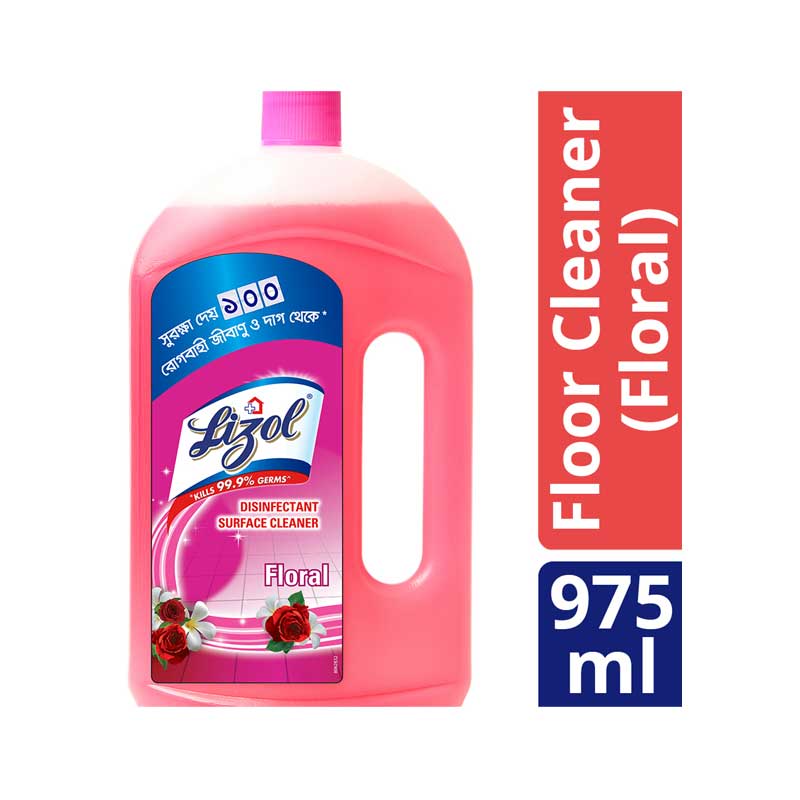 সুরক্ষা দেয় ১০০
রোগবাহী জীবাণু ও দাগ থেকে*
Lizol®
*KILLS 99.9% GERMS^
DISINFECTANT
SURFACE CLEANER
Floral
Floor Cleaner
(Floral)
975
ml